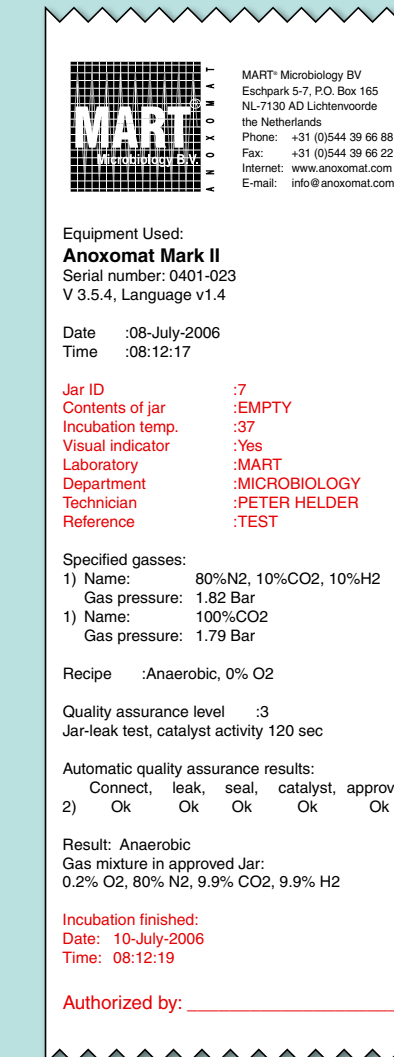 MART®
Microbiology B.V.
ANOXOMAT
MART® Microbiology BV
Eschpark 5-7, P.O. Box 165
NL-7130 AD Lichtenvoorde
the Netherlands
Phone: +31 (0)544 39 66 88
Fax: +31 (0)544 39 66 22
Internet: www.anoxomat.com
E-mail: info@anoxomat.com
Equipment Used:
Anoxomat Mark II
Serial number: 0401-023
V 3.5.4, Language v1.4
Date :08-July-2006
Time :08:12:17
Jar ID :7
Contents of jar :EMPTY
Incubation temp. :37
Visual indicator :Yes
Laboratory :MART
Department :MICROBIOLOGY
Technician :PETER HELDER
Reference :TEST
Specified gasses:
1) Name: 80%N2, 10%CO2, 10%H2
Gas pressure: 1.82 Bar
1) Name: 100%CO2
Gas pressure: 1.79 Bar
Recipe :Anaerobic, 0% O2
Quality assurance level :3
Jar-leak test, catalyst activity 120 sec
Automatic quality assurance results:
Connect, leak, seal, catalyst, approv
2) Ok Ok Ok Ok Ok
Result: Anaerobic
Gas mixture in approved Jar:
0.2% O2, 80% N2, 9.9% CO2, 9.9% H2
Incubation finished:
Date: 10-July-2006
Time: 08:12:19
Authorized by: ____________________